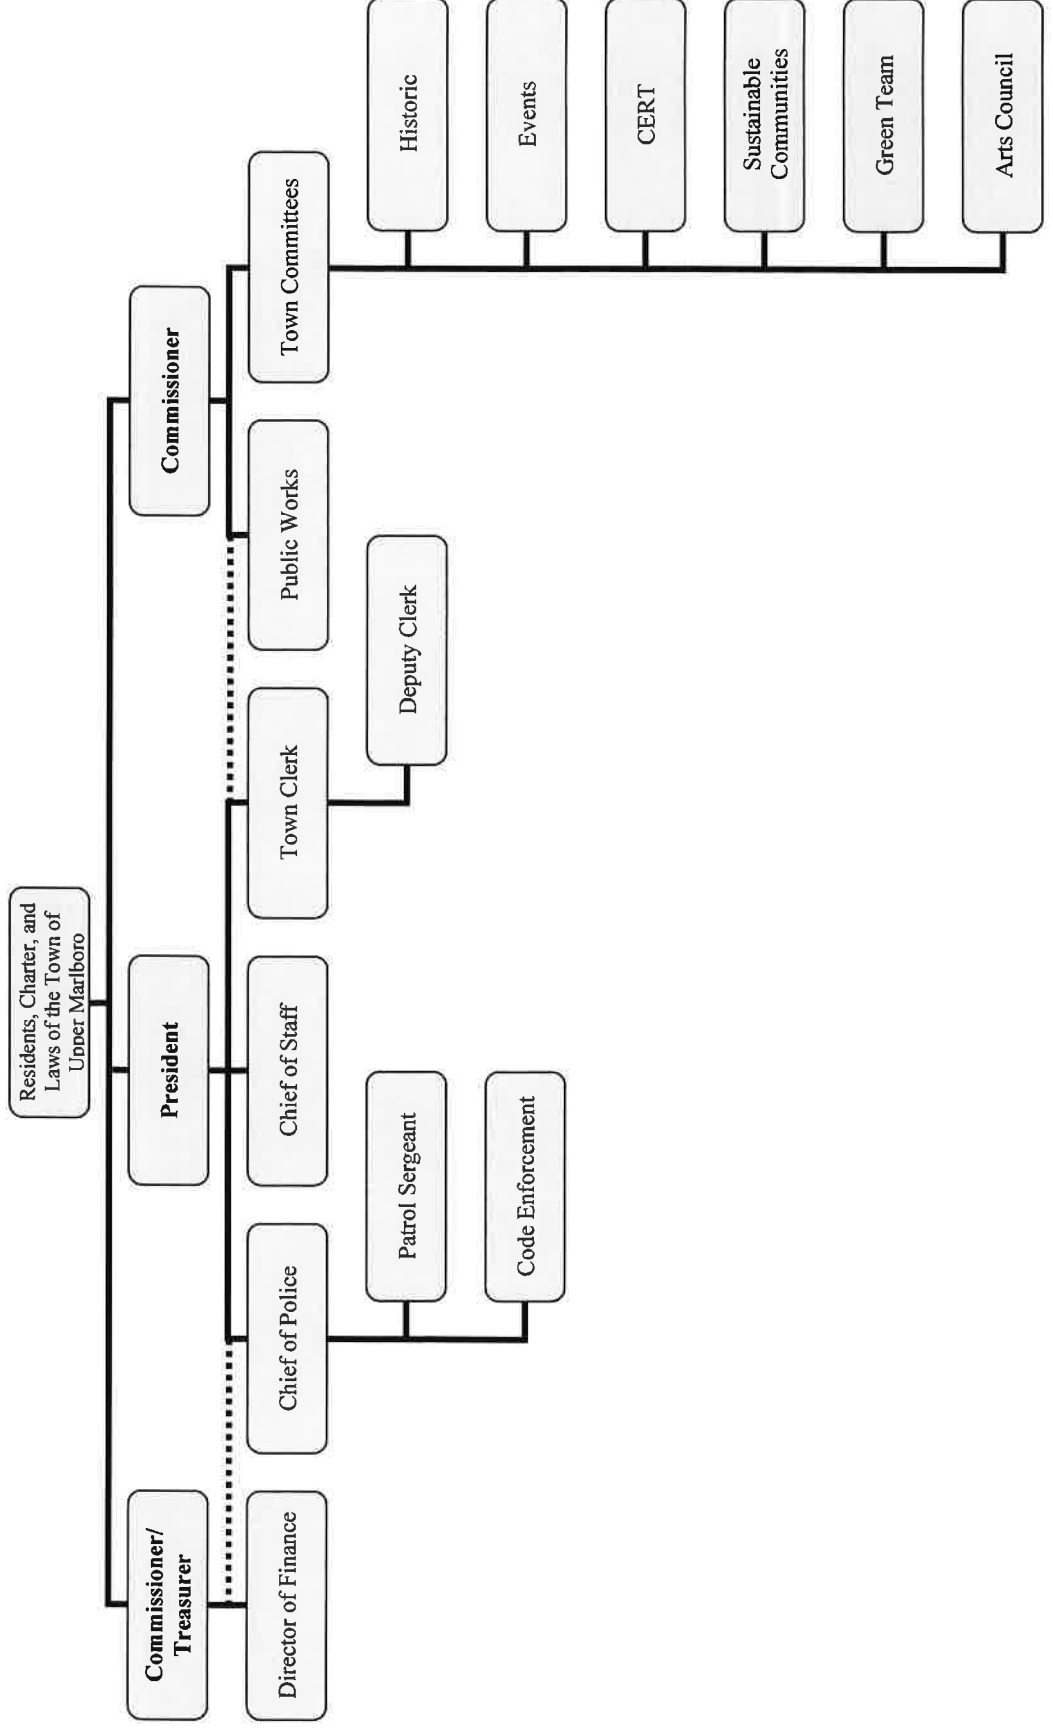 Residents, Charter, and
Laws of the Town of
Upper Marlboro
Commissioner/
Treasurer
President
Commissioner
Director of Finance
Chief of Police
Chief of Staff
Town Clerk
Public Works
Town Committees
Patrol Sergeant
Code Enforcement
Deputy Clerk
Historic
Events
CERT
Sustainable
Communities
Green Team
Arts Council